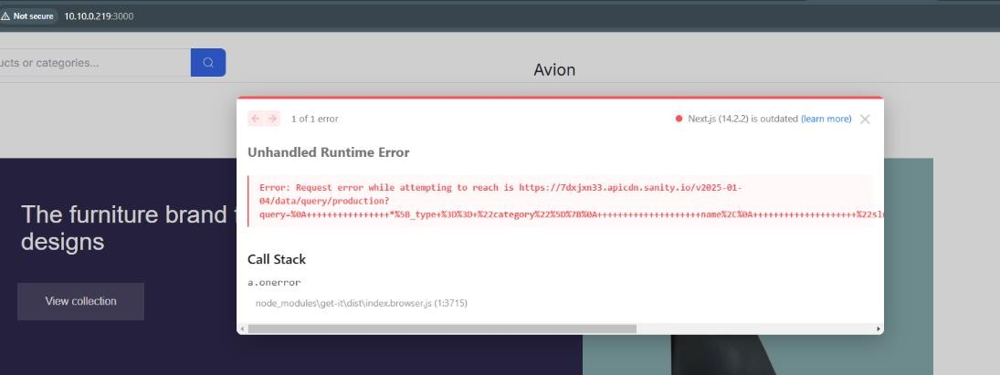 Not secure 10.10.0.219:3000
ucts or categories...
Avion
1 of 1 error
Next.js (14.2.2) is outdated (learn more)
Unhandled Runtime Error
Error: Request error while attempting to reach is https://7dxjxn33.apicdn.sanity.io/v2025-01-
04/data/query/production?
query=%0A++++++++++++++++*%5B_type+%3D%3D+%22category%22%5D%7B%0A++++++++++++++++++++name%2C%0A++++++++++++++++++++%22slu
The furniture brand f
designs
View collection
Call Stack
a.onerror
node_modules\get-it\dist\index.browser.js (1:3715)